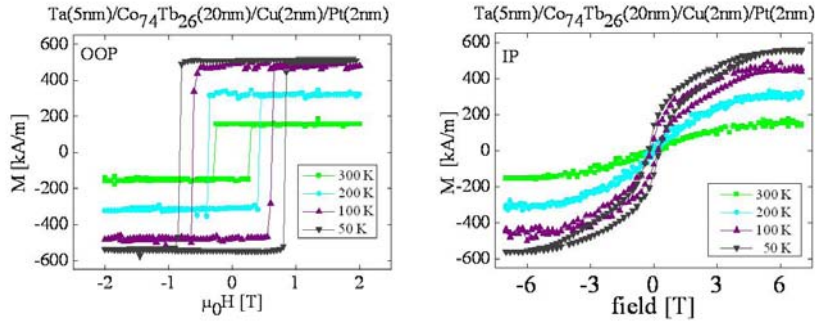 Ta(5nm)/Co74Tb26(20nm)/Cu(2nm)/Pt(2nm)
OOP
M [kA/m]
600
400
200
0
-200
-400
-600
300 K
200 K
100 K
50 K
-2
-1
0
1
2
μ0H [T]
Ta(5nm)/Co74Tb26(20nm)/Cu(2nm)/Pt(2nm)
IP
M [kA/m]
600
400
200
0
-200
-400
-600
300 K
200 K
100 K
50 K
-6
-3
0
3
6
field [T]